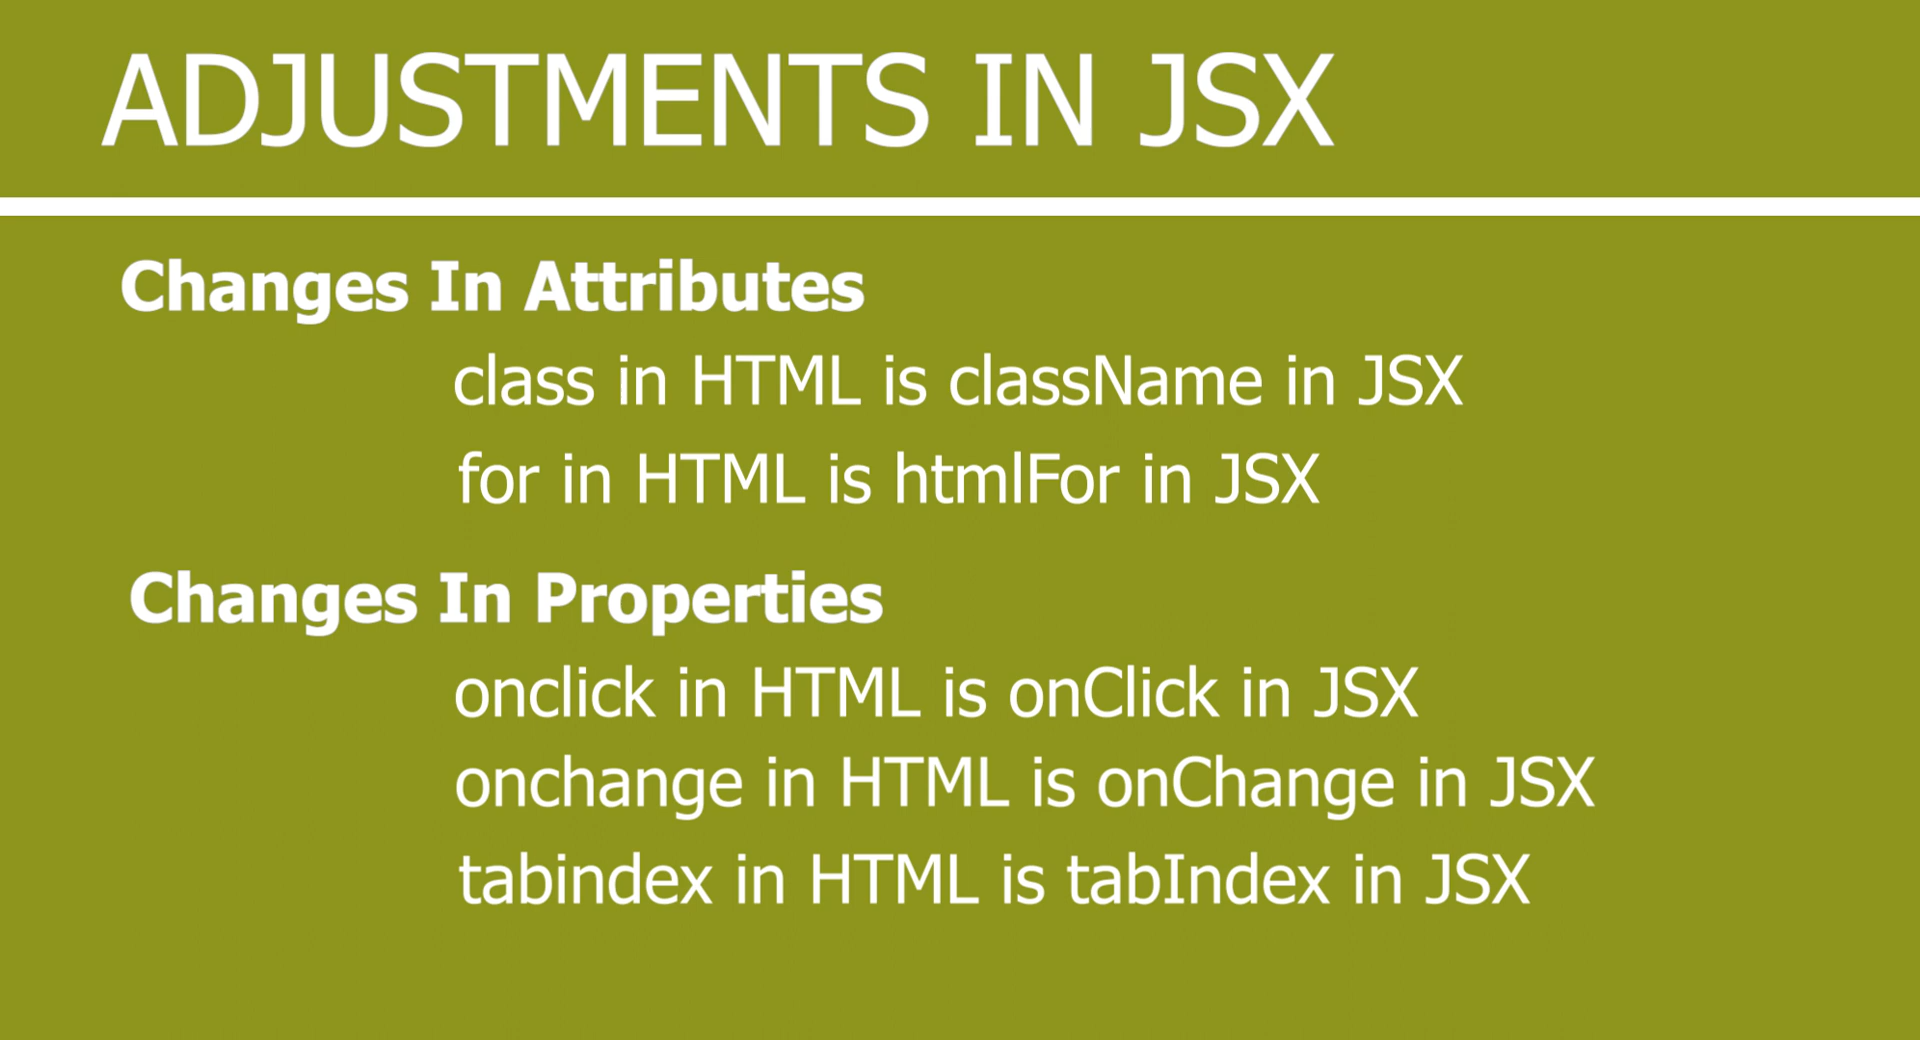 ADJUSTMENTS IN JSX
Changes In Attributes
class in HTML is className in JSX
for in HTML is htmlFor in JSX
Changes In Properties
onclick in HTML is onClick in JSX
onchange in HTML is onChange in JSX
tabindex in HTML is tabIndex in JSX